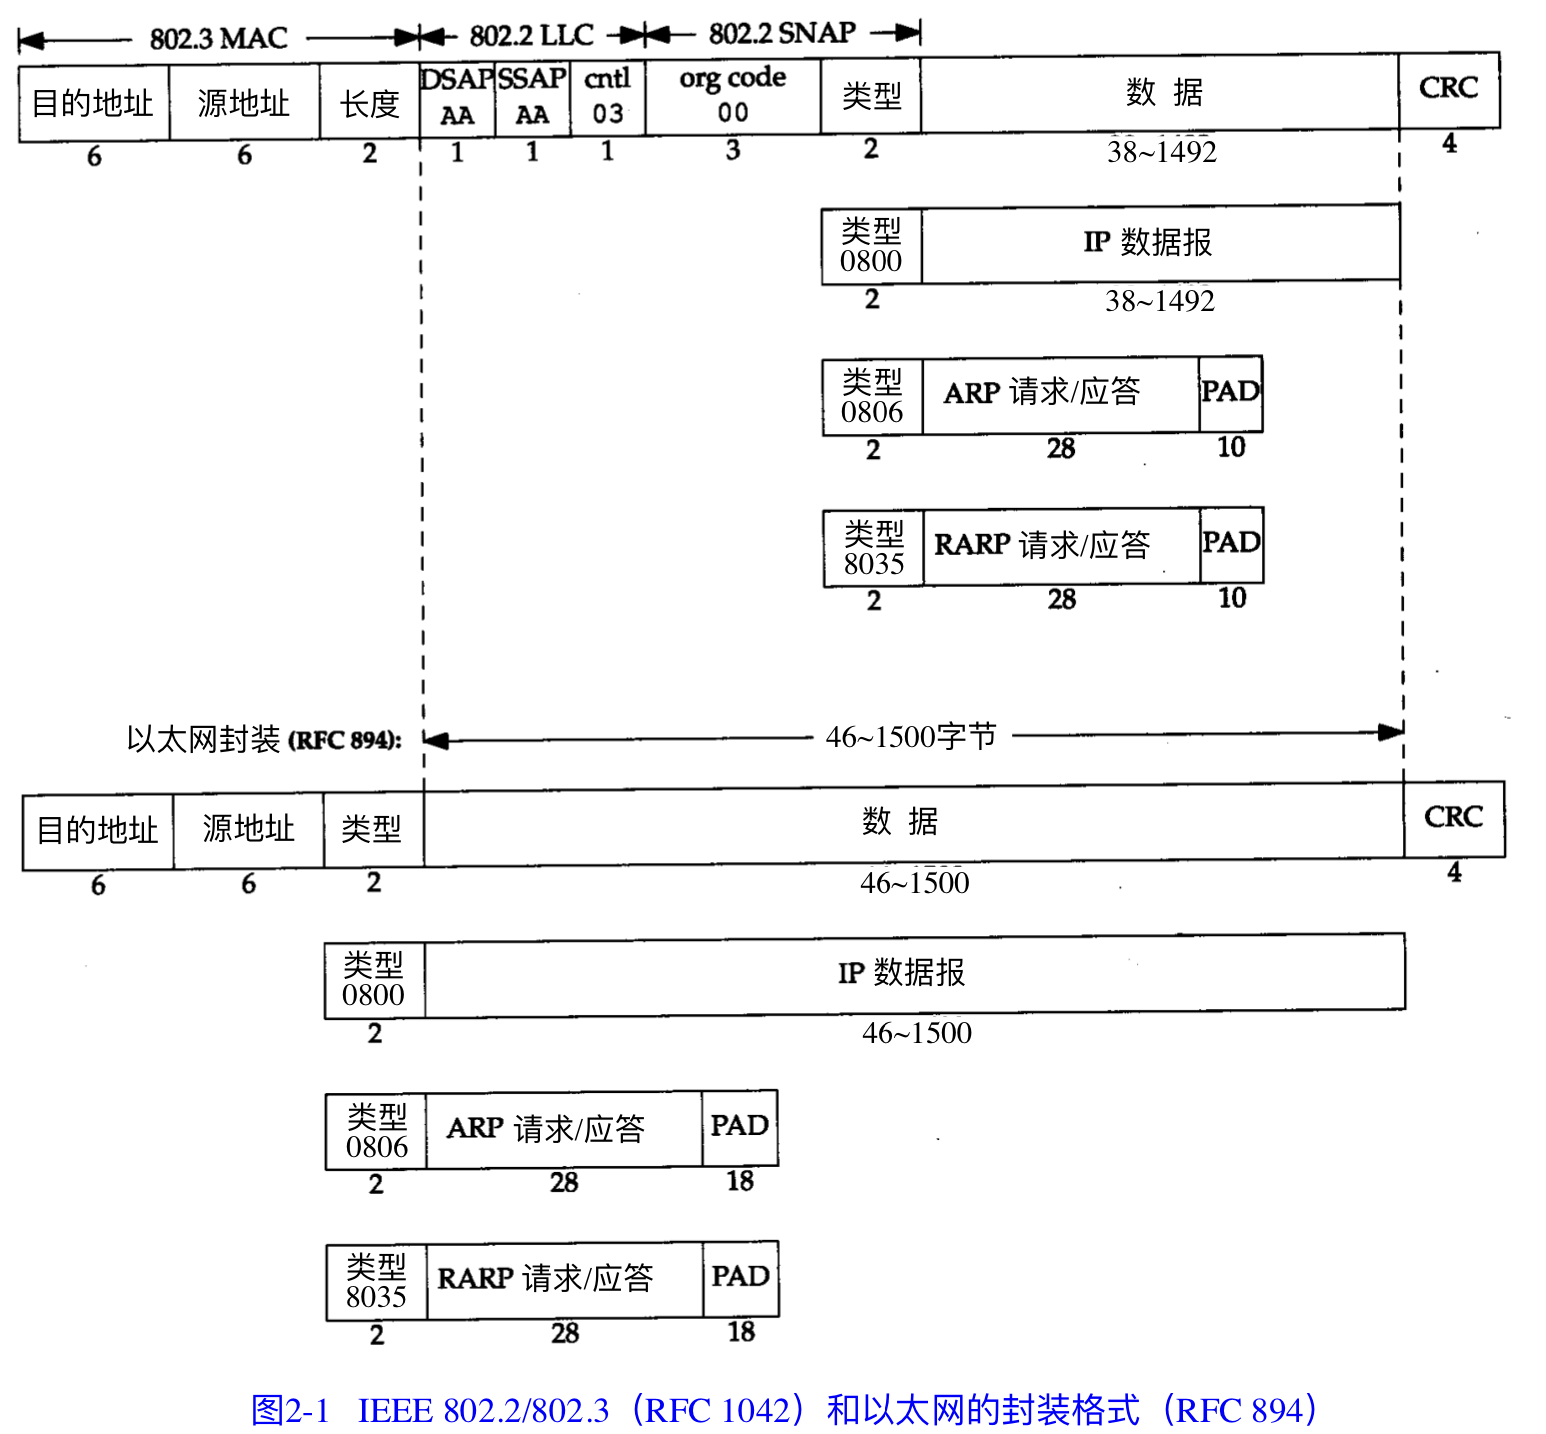 802.3 MAC 802.2 LLC 802.2 SNAP
目的地址 源地址 长度 DSAP AA SSAP AA cntl 03 org code 00 类型 数 据 CRC
6 6 2 1 1 1 3 2 38~1492 4
类型 0800 IP 数据报
2 38~1492
类型 0806 ARP 请求/应答 PAD
2 28 10
类型 8035 RARP 请求/应答 PAD
2 28 10
以太网封装 (RFC 894): 46~1500字节
目的地址 源地址 类型 数 据 CRC
6 6 2 46~1500 4
类型 0800 IP 数据报
2 46~1500
类型 0806 ARP 请求/应答 PAD
2 28 18
类型 8035 RARP 请求/应答 PAD
2 28 18
图2-1 IEEE 802.2/802.3（RFC 1042）和以太网的封装格式（RFC 894）